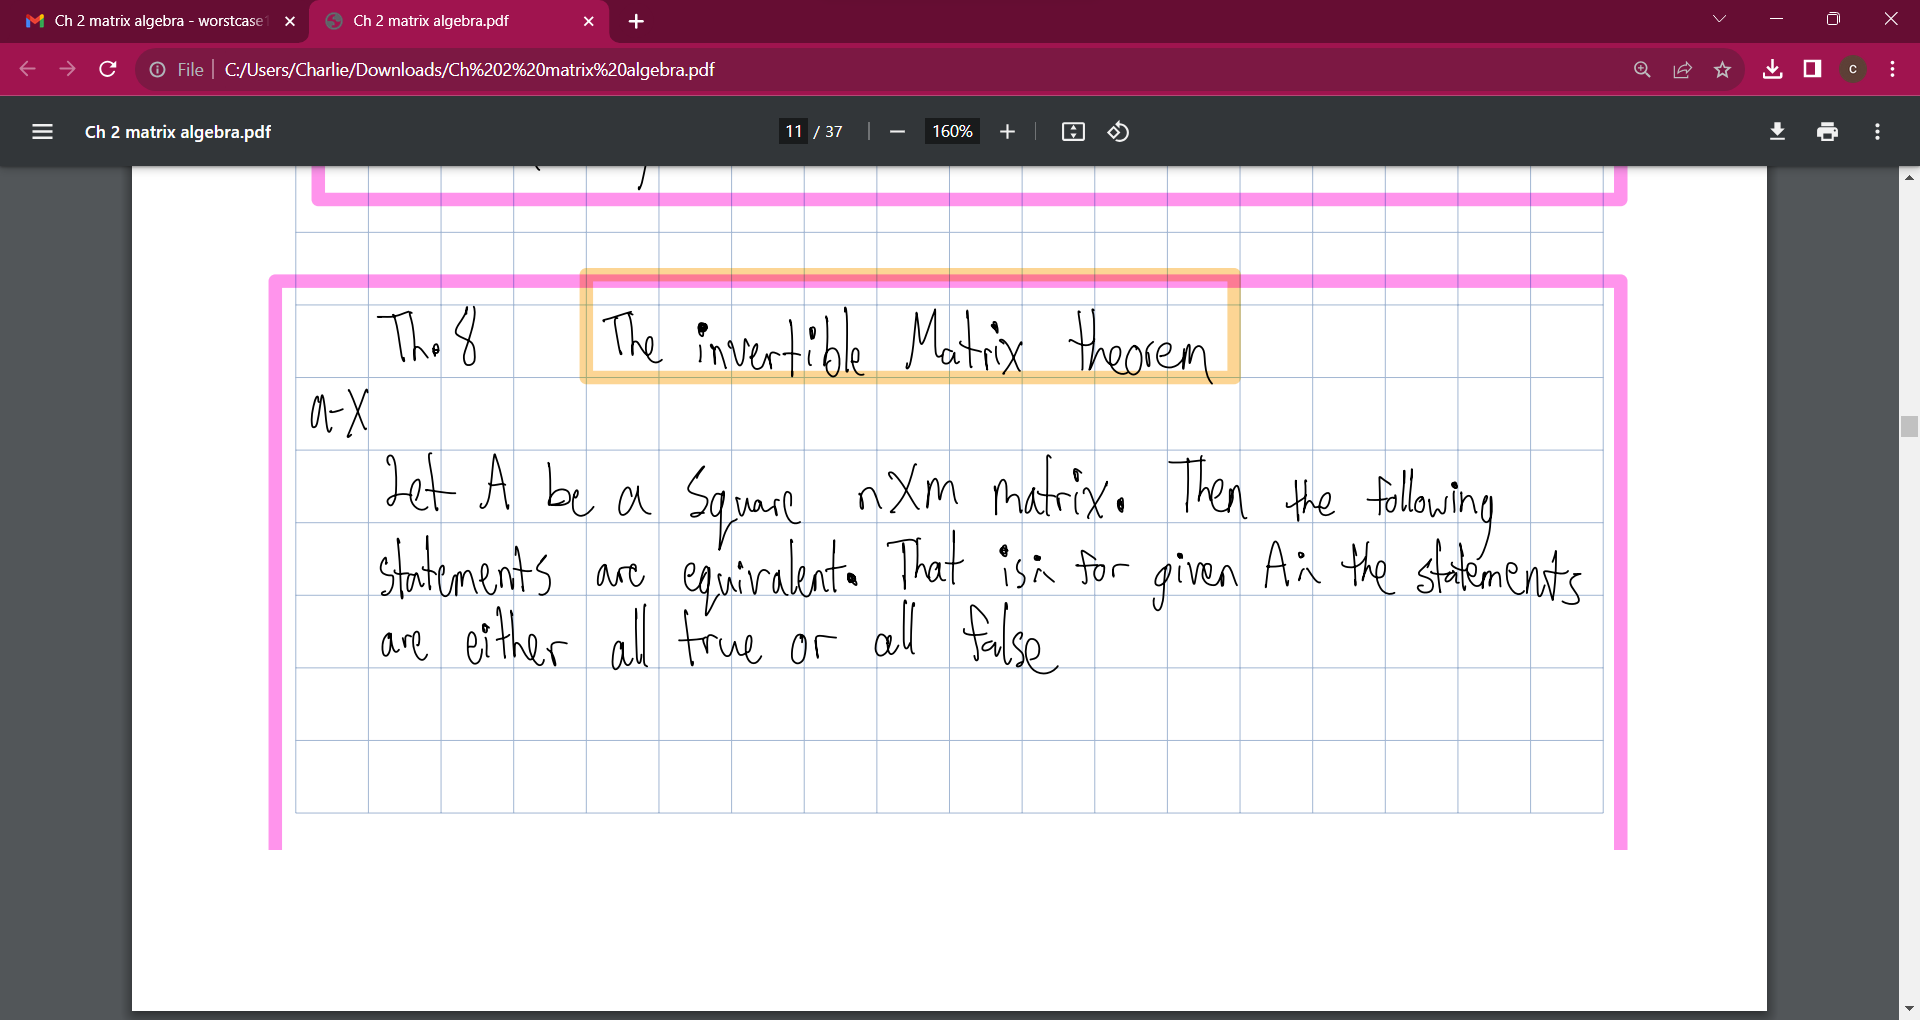 Ch 2 matrix algebra - worstcase1
Ch 2 matrix algebra.pdf
File
C:/Users/Charlie/Downloads/Ch%202%20matrix%20algebra.pdf
C
Ch 2 matrix algebra.pdf
11 / 37
160%
Th. 8 The invertible Matrix theorem
a-x
Let A be a square nxm matrix. Then the following
statements are equivalent. That is, for given A, the statements
are either all true or all false